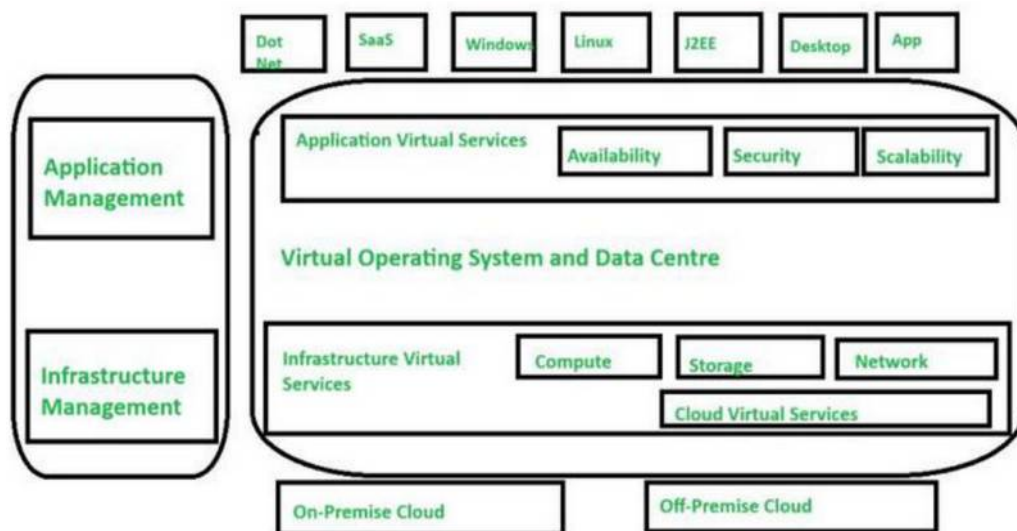 Dot
Net
SaaS
Windows
Linux
J2EE
Desktop
App
Application
Management
Application Virtual Services
Availability
Security
Scalability
Virtual Operating System and Data Centre
Infrastructure
Management
Infrastructure Virtual
Services
Compute
Storage
Network
Cloud Virtual Services
On-Premise Cloud
Off-Premise Cloud